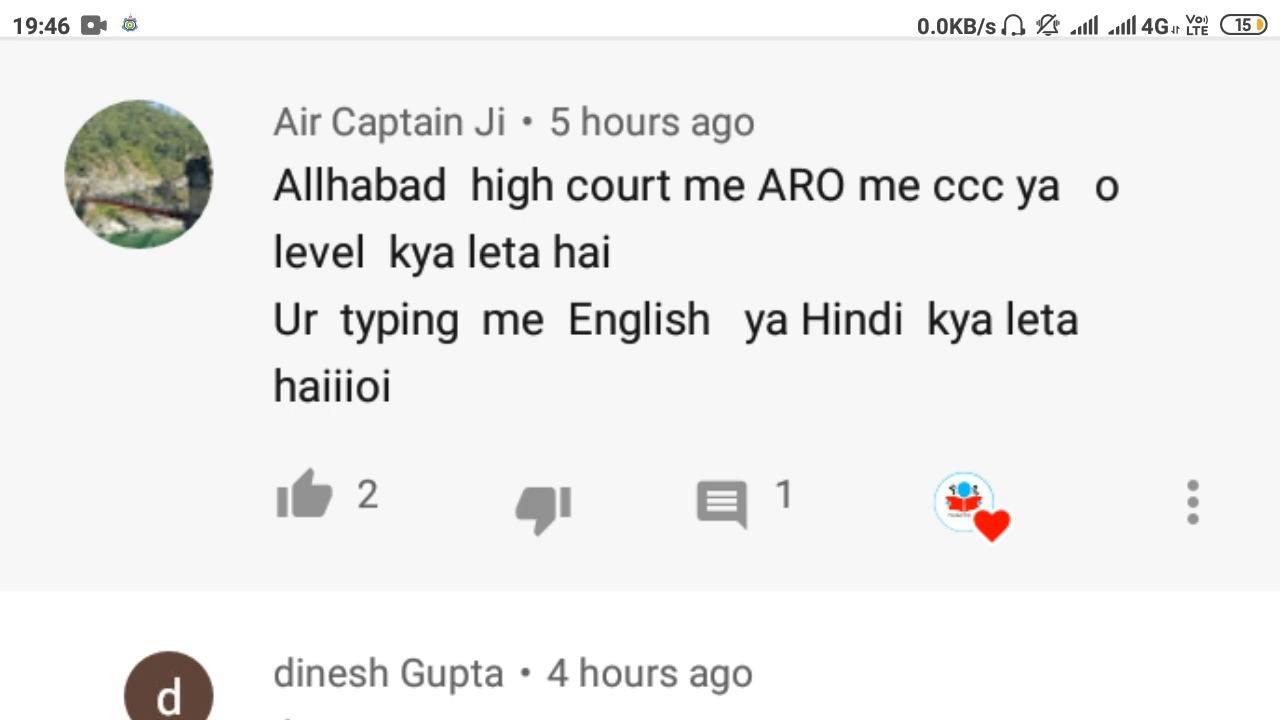 19:46 0.0KB/s 4G Vo) LTE 15
Air Captain Ji • 5 hours ago
Allhabad high court me ARO me ccc ya o
level kya leta hai
Ur typing me English ya Hindi kya leta
haiiioi
2 1
d dinesh Gupta • 4 hours ago